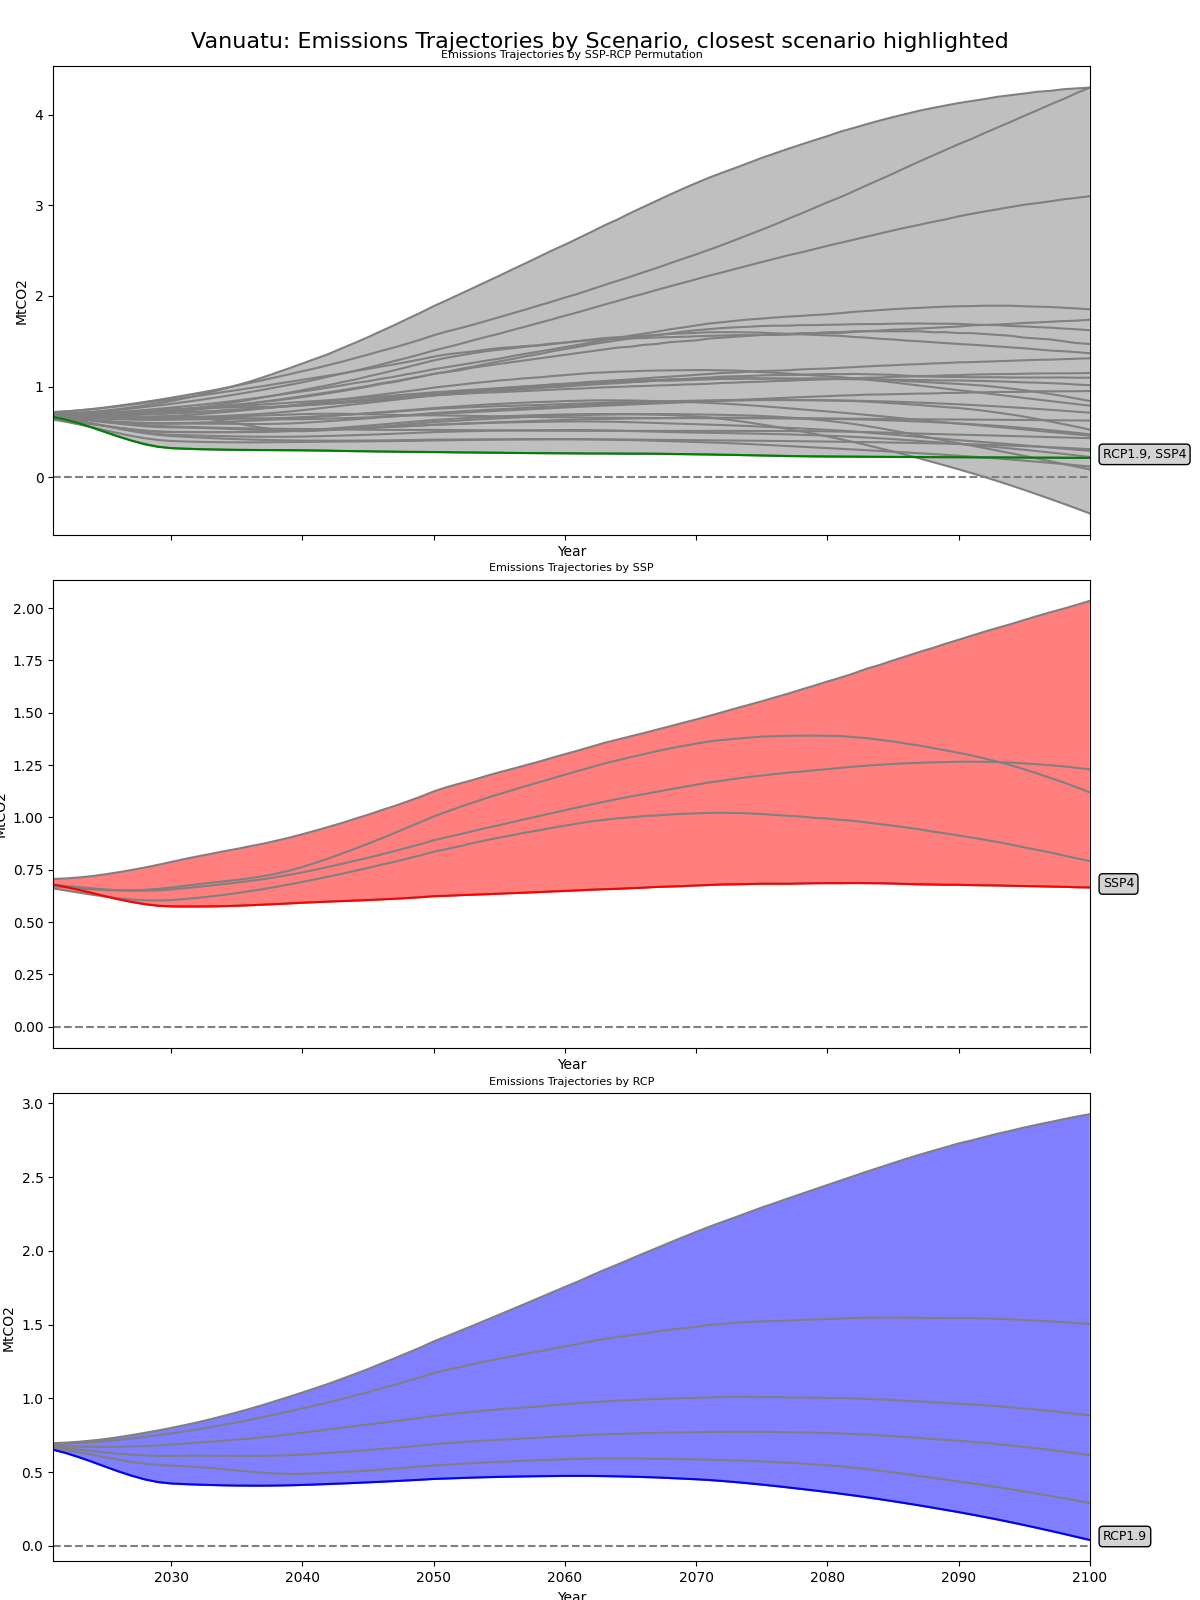 Vanuatu: Emissions Trajectories by Scenario, closest scenario highlighted
Emissions Trajectories by SSP-RCP Permutation
MtCO2
4
3
2
1
0
RCP1.9, SSP4
Year
Emissions Trajectories by SSP
MtCO2
2.00
1.75
1.50
1.25
1.00
0.75
0.50
0.25
0.00
SSP4
Year
Emissions Trajectories by RCP
MtCO2
3.0
2.5
2.0
1.5
1.0
0.5
0.0
RCP1.9
2030 2040 2050 2060 2070 2080 2090 2100
Year